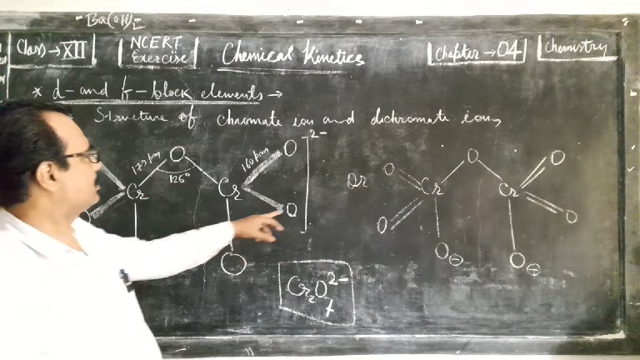 Ba(OH)2
Class → XII
NCERT Exercise
Chemical Kinetics
Chapter → 04
Chemistry
* d- and f-block elements →
Structure of chromate ion and dichromate ion,
2-
177 pm O 160 pm O
126°
Cr Cr
O
O
Or
O O O
Cr Cr
O O
O⊖ O⊖
Cr2O7 2-